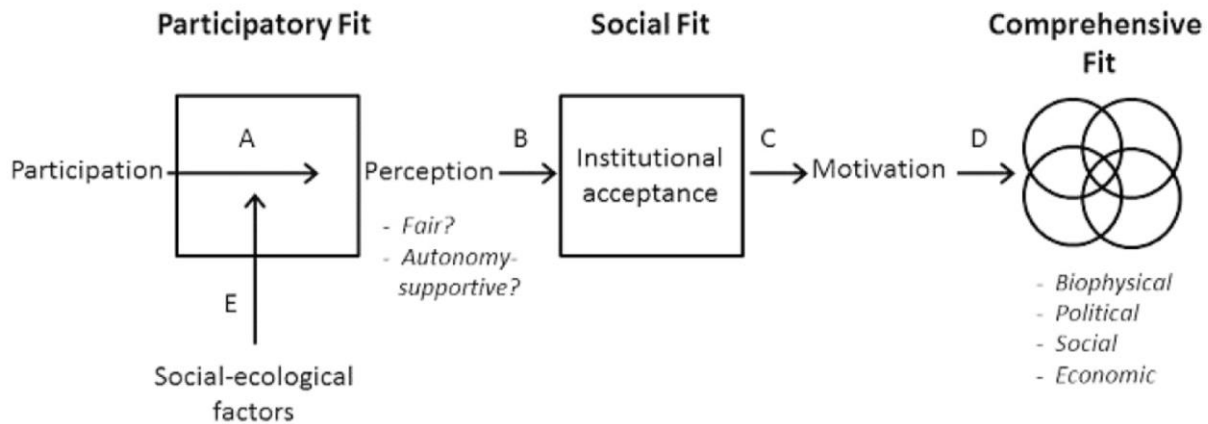 Participatory Fit
Social Fit
Comprehensive
Fit
A
B
C
D
Participation
Perception
Institutional
acceptance
Motivation
- Fair?
- Autonomy-
supportive?
E
- Biophysical
- Political
- Social
- Economic
Social-ecological
factors